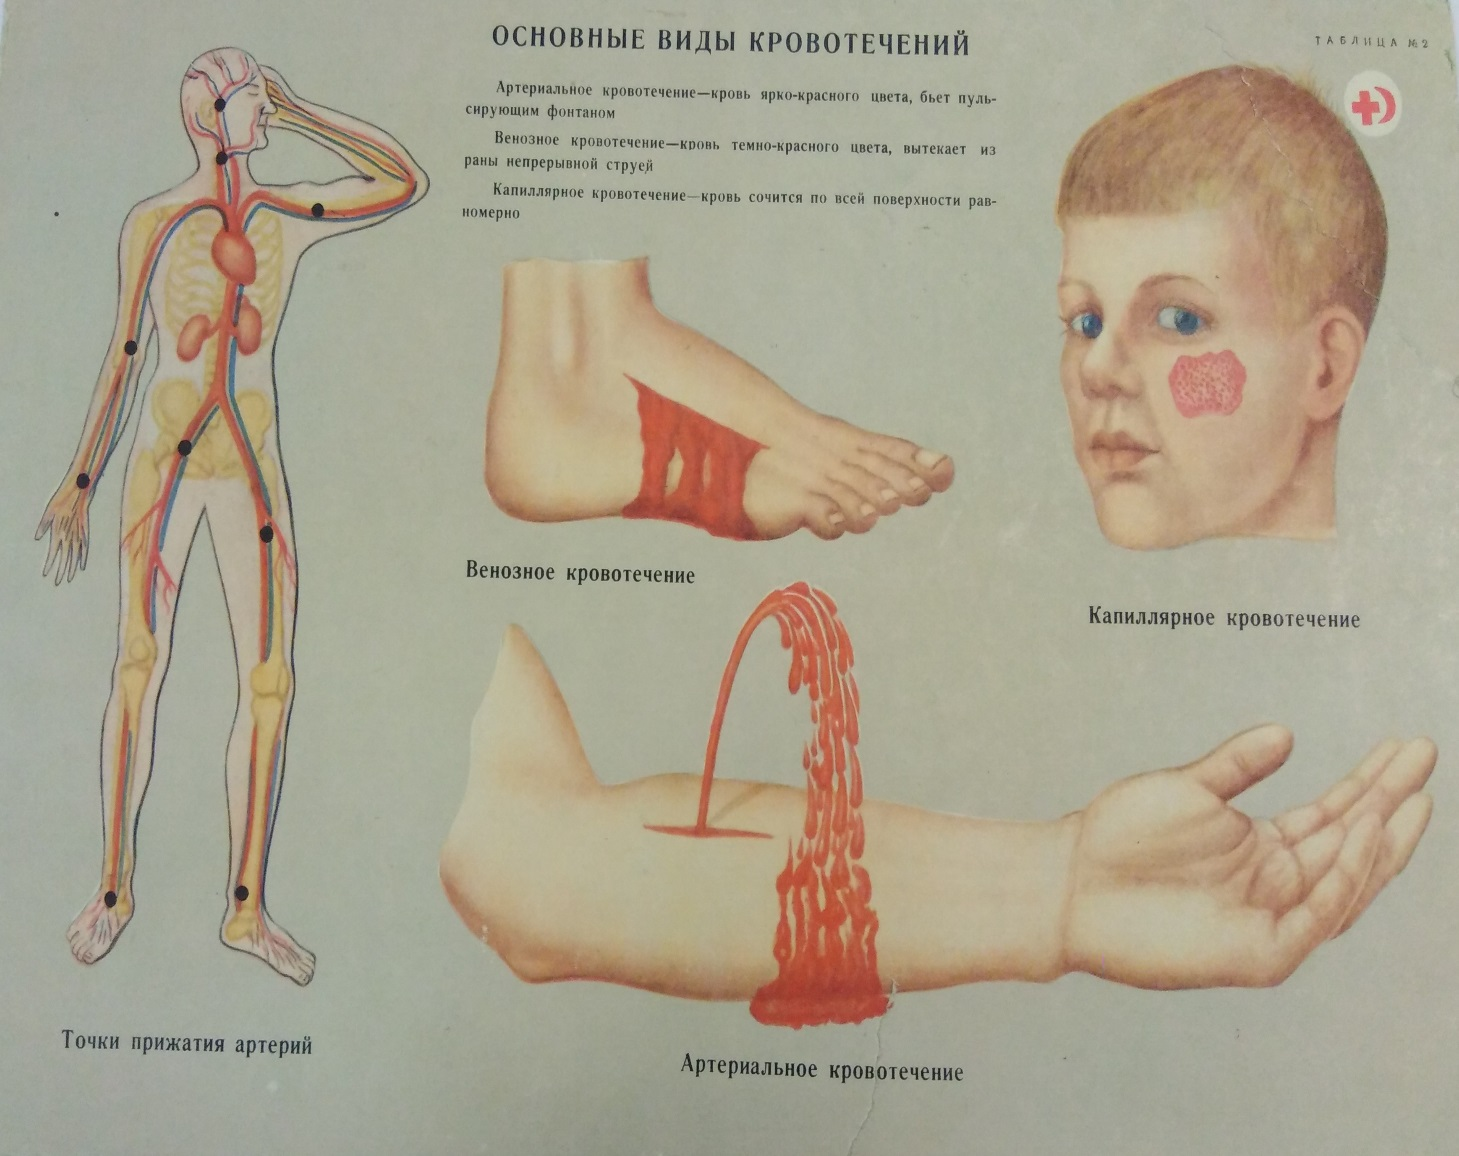 ОСНОВНЫЕ ВИДЫ КРОВОТЕЧЕНИЙ
ТАБЛИЦА №2
Артериальное кровотечение—кровь ярко-красного цвета, бьет пуль-
сирующим фонтаном
Венозное кровотечение—кровь темно-красного цвета, вытекает из
раны непрерывной струей
Капиллярное кровотечение—кровь сочится по всей поверхности рав-
номерно
Венозное кровотечение
Капиллярное кровотечение
Точки прижатия артерий
Артериальное кровотечение